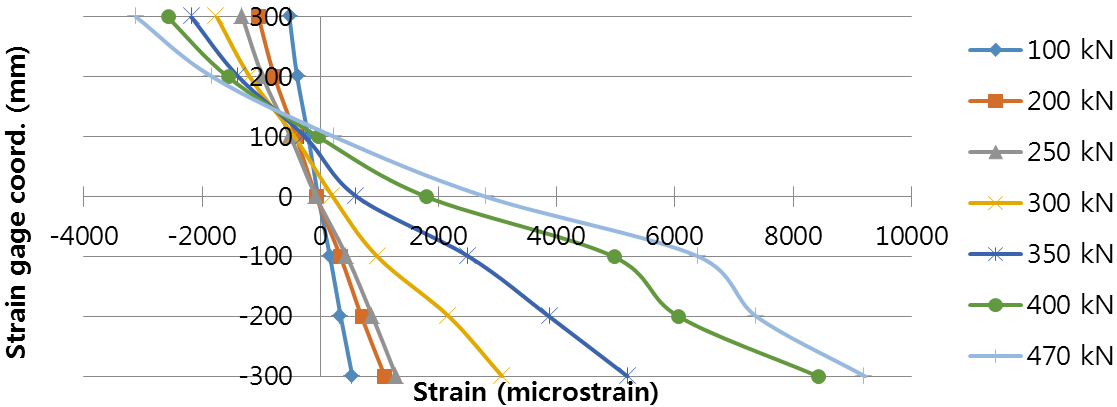 Strain gage coord. (mm)
300
200
100
0
-100
-200
-300
-4000 -2000 0 2000 4000 6000 8000 10000
Strain (microstrain)
100 kN
200 kN
250 kN
300 kN
350 kN
400 kN
470 kN